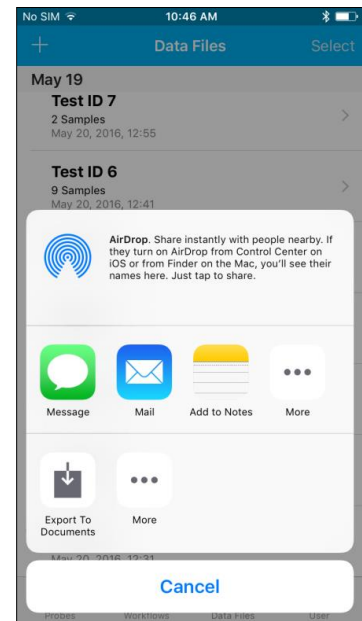 No SIM 10:46 AM
+ Data Files Select
May 19
Test ID 7
2 Samples
May 20, 2016, 12:55
Test ID 6
9 Samples
May 20, 2016, 12:41
AirDrop. Share instantly with people nearby. If
they turn on AirDrop from Control Center on
iOS or from Finder on the Mac, you'll see their
names here. Just tap to share.
Message Mail Add to Notes More
Export To
Documents
More
May 20, 2016, 12:31
Cancel
Probes Workflows Data Files User